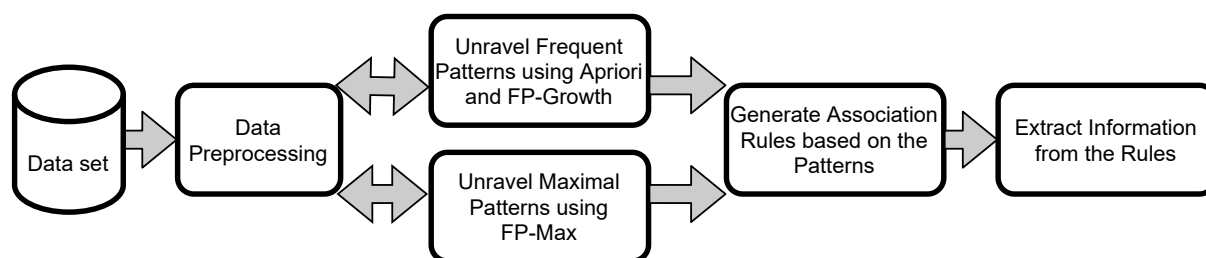 Data set
Data
Preprocessing
Unravel Frequent
Patterns using Apriori
and FP-Growth
Unravel Maximal
Patterns using
FP-Max
Generate Association
Rules based on the
Patterns
Extract Information
from the Rules